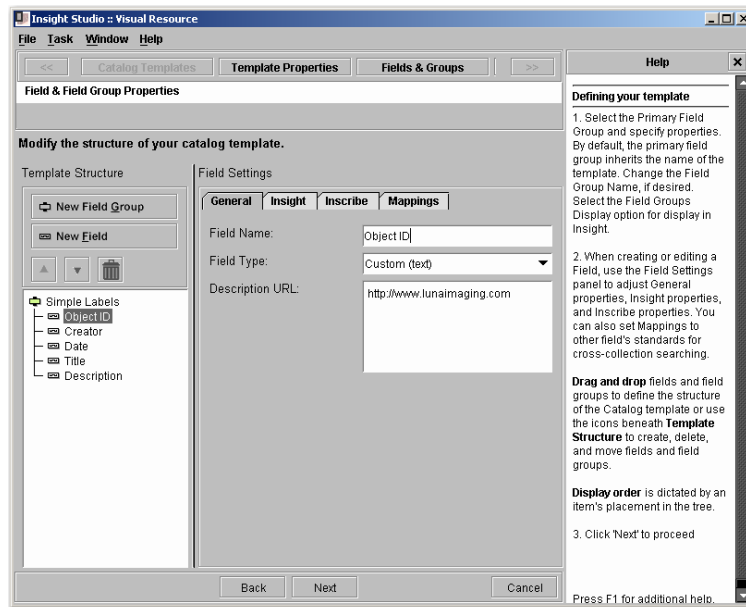 Insight Studio :: Visual Resource
File Task Window Help
<< Catalog Templates Template Properties Fields & Groups >>
Field & Field Group Properties
Modify the structure of your catalog template.
Template Structure
New Field Group
New Field
Simple Labels
Object ID
Creator
Date
Title
Description
Field Settings
General Insight Inscribe Mappings
Field Name: Object ID
Field Type: Custom (text)
Description URL: http://www.lunaimaging.com
Back Next Cancel
Help
Defining your template
1. Select the Primary Field
Group and specify properties.
By default, the primary field
group inherits the name of the
template. Change the Field
Group Name, if desired.
Select the Field Groups
Display option for display in
Insight.
2. When creating or editing a
Field, use the Field Settings
panel to adjust General
properties, Insight properties,
and Inscribe properties. You
can also set Mappings to
other field's standards for
cross-collection searching.
Drag and drop fields and field
groups to define the structure
of the Catalog template or use
the icons beneath Template
Structure to create, delete,
and move fields and field
groups.
Display order is dictated by an
item's placement in the tree.
3. Click 'Next' to proceed
Press F1 for additional help.